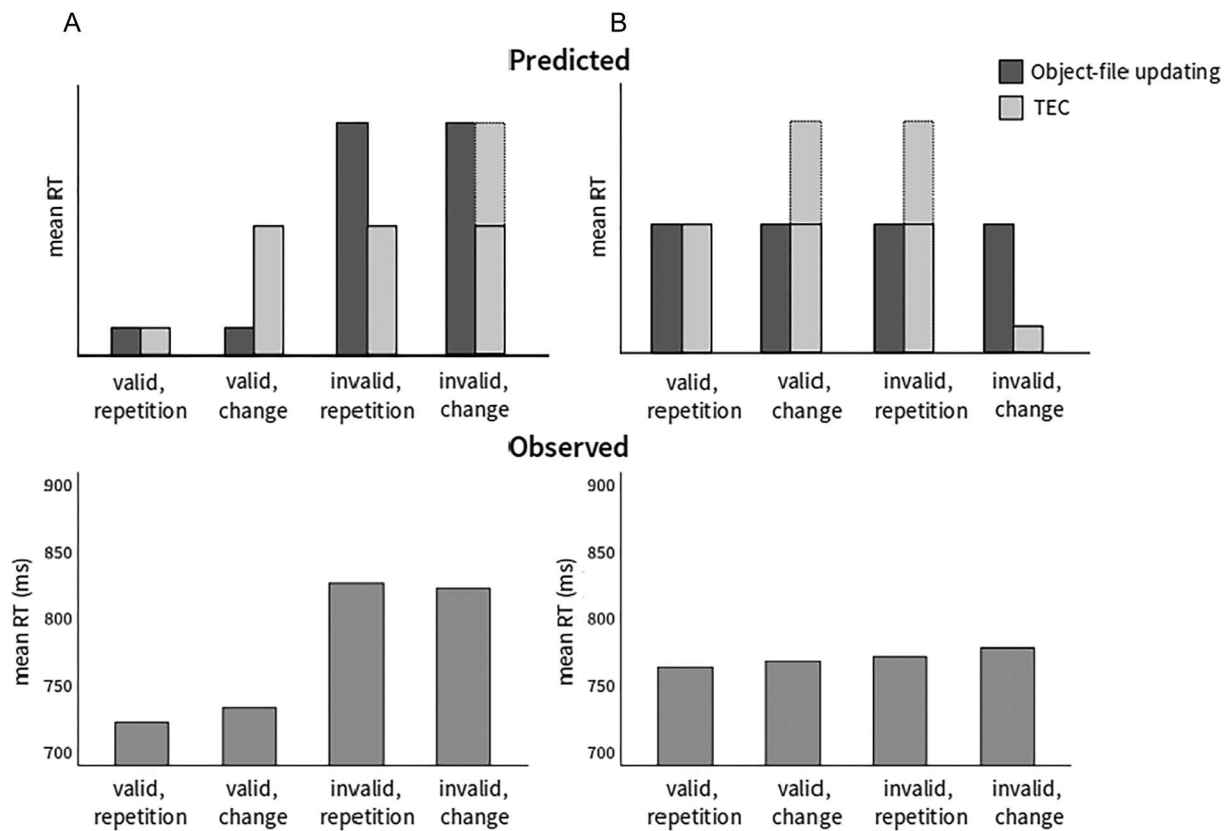 A
B
Predicted
Object-file updating
TEC
mean RT
valid,
repetition
valid,
change
invalid,
repetition
invalid,
change
mean RT
valid,
repetition
valid,
change
invalid,
repetition
invalid,
change
Observed
mean RT (ms)
900
850
800
750
700
valid,
repetition
valid,
change
invalid,
repetition
invalid,
change
mean RT (ms)
900
850
800
750
700
valid,
repetition
valid,
change
invalid,
repetition
invalid,
change